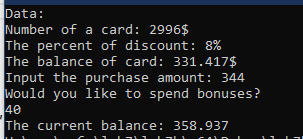 Data:
Number of a card: 2996$
The percent of discount: 8%
The balance of card: 331.417$
Input the purchase amount: 344
Would you like to spend bonuses?
40
The current balance: 358.937